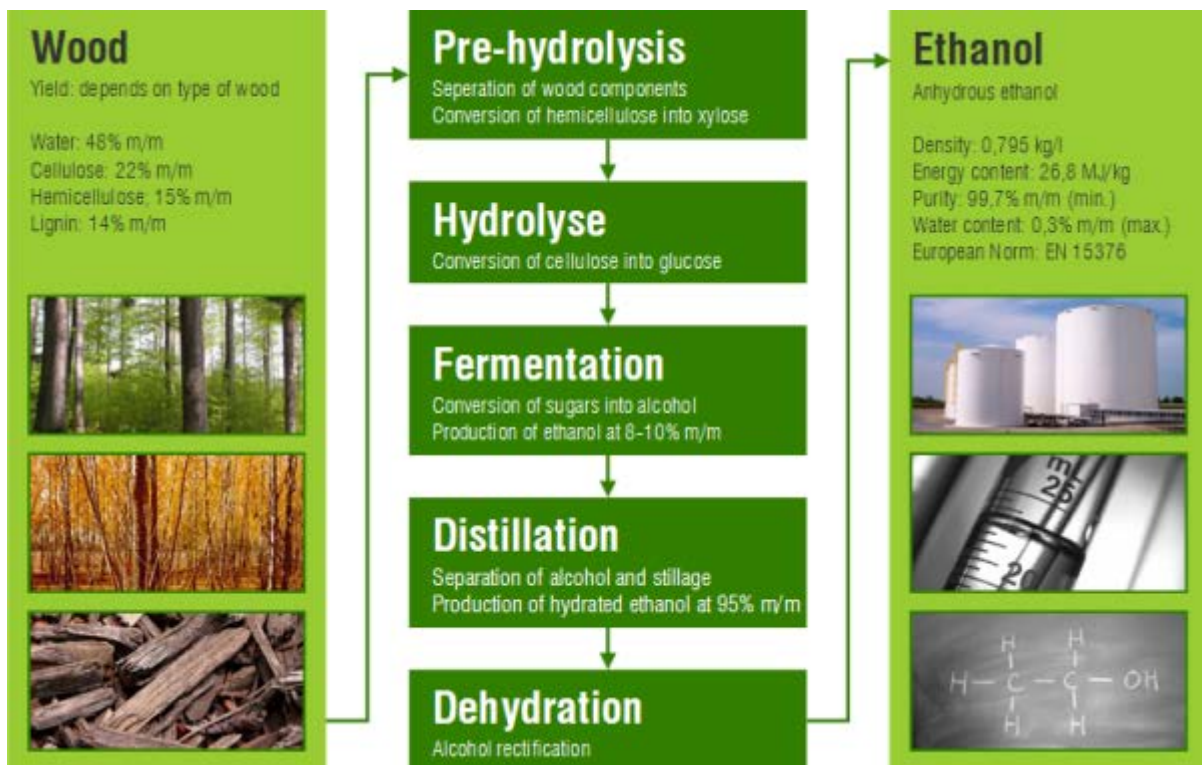 Wood
Yield: depends on type of wood
Water: 48% m/m
Cellulose: 22% m/m
Hemicellulose: 15% m/m
Lignin: 14% m/m
Pre-hydrolysis
Seperation of wood components
Conversion of hemicellulose into xylose
Hydrolyse
Conversion of cellulose into glucose
Fermentation
Conversion of sugars into alcohol
Production of ethanol at 8-10% m/m
Distillation
Separation of alcohol and stillage
Production of hydrated ethanol at 95% m/m
Dehydration
Alcohol rectification
Ethanol
Anhydrous ethanol
Density: 0,795 kg/l
Energy content: 26,8 MJ/kg
Purity: 99,7% m/m (min.)
Water content: 0,3% m/m (max.)
European Norm: EN 15376
ml
25
20
H H
H - C - C - OH
H H